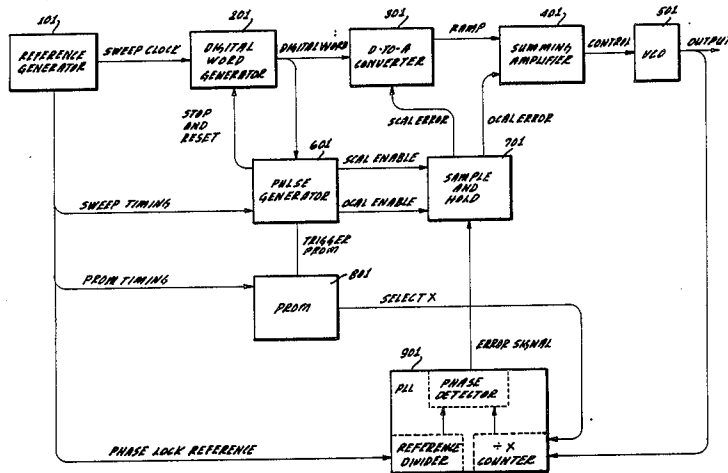 101
201
301
401
501
REFERENCE
GENERATOR
SWEEP CLOCK
DIGITAL
WORD
GENERATOR
DIGITAL WORD
D-TO-A
CONVERTER
RAMP
SUMMING
AMPLIFIER
CONTROL
VCO
OUTPUT
STOP
AND
RESET
SCAL ERROR
OCAL ERROR
601
701
PULSE
GENERATOR
SCAL ENABLE
OCAL ENABLE
SAMPLE
AND
HOLD
SWEEP TIMING
TRIGGER
PROM
801
PROM TIMING
PROM
SELECT X
901
ERROR SIGNAL
PLL
PHASE
DETECTOR
PHASE LOCK REFERENCE
REFERENCE
DIVIDER
÷ X
COUNTER